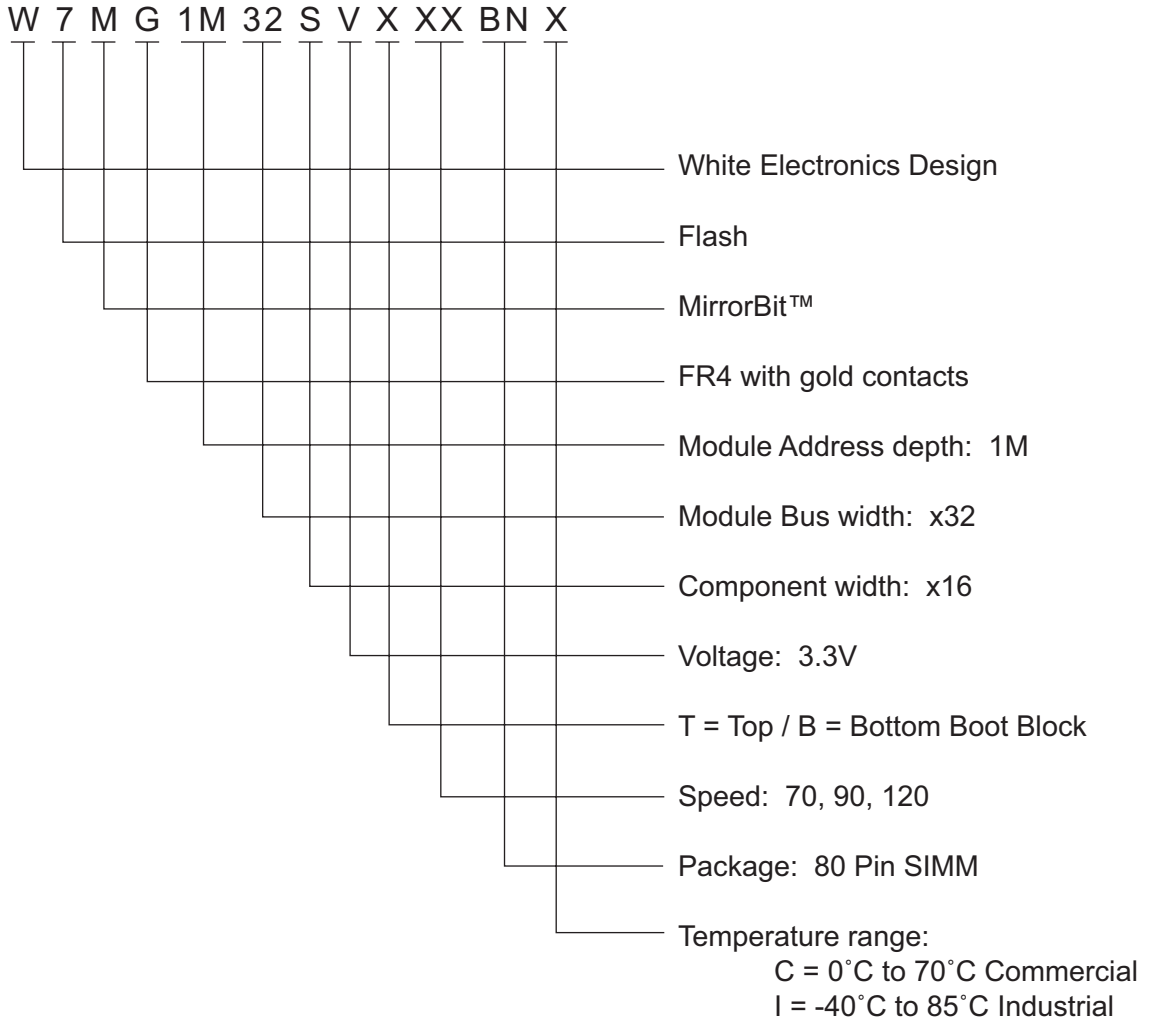 W 7 M G 1M 32 S V X XX BN X
White Electronics Design
Flash
MirrorBit™
FR4 with gold contacts
Module Address depth: 1M
Module Bus width: x32
Component width: x16
Voltage: 3.3V
T = Top / B = Bottom Boot Block
Speed: 70, 90, 120
Package: 80 Pin SIMM
Temperature range:
C = 0˚C to 70˚C Commercial
I = -40˚C to 85˚C Industrial